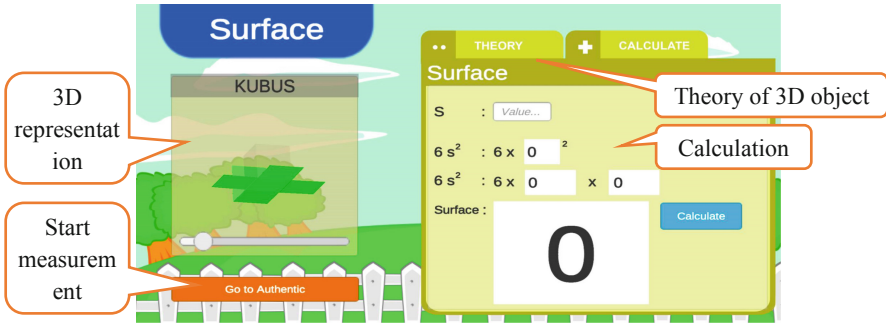 Surface
THEORY
CALCULATE
Surface
KUBUS
3D
representat
ion
Theory of 3D object
S : Value...
Calculation
6 s² : 6 x 0 ²
6 s² : 6 x 0 x 0
Surface :
Calculate
0
Start
measurem
ent
Go to Authentic